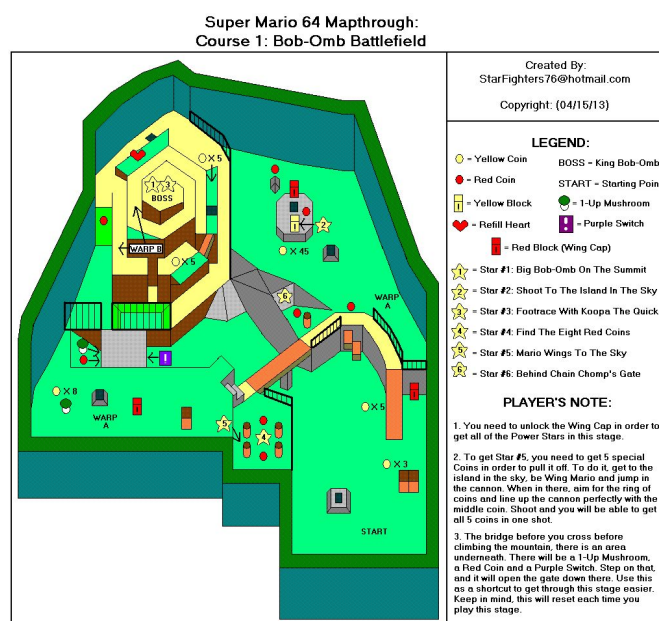 Super Mario 64 Mapthrough:
Course 1: Bob-Omb Battlefield
Created By:
StarFighters76@hotmail.com
Copyright: (04/15/13)
LEGEND:
= Yellow Coin
BOSS = King Bob-Omb
= Red Coin
START = Starting Point
! = Yellow Block
= 1-Up Mushroom
= Refill Heart
! = Purple Switch
! = Red Block (Wing Cap)
1 = Star #1: Big Bob-Omb On The Summit
2 = Star #2: Shoot To The Island In The Sky
3 = Star #3: Footrace With Koopa The Quick
4 = Star #4: Find The Eight Red Coins
5 = Star #5: Mario Wings To The Sky
6 = Star #6: Behind Chain Chomp's Gate
PLAYER'S NOTE:
1. You need to unlock the Wing Cap in order to
get all of the Power Stars in this stage.
2. To get Star #5, you need to get 5 special
Coins in order to pull it off. To do it, get to the
island in the sky, be Wing Mario and jump in
the cannon. When in there, aim for the ring of
coins and line up the cannon perfectly with the
middle coin. Shoot and you will be able to get
all 5 coins in one shot.
3. The bridge before you cross before
climbing the mountain, there is an area
underneath. There will be a 1-Up Mushroom,
a Red Coin and a Purple Switch. Step on that,
and it will open the gate down there. Use this
as a shortcut to get through this stage easier.
Keep in mind, this will reset each time you
play this stage.
X 5
1 3
BOSS
!
! 2
WARP B
X 45
X 5
6
WARP
A
!
X 8
!
WARP
A
!
X 5
5
4
X 3
START